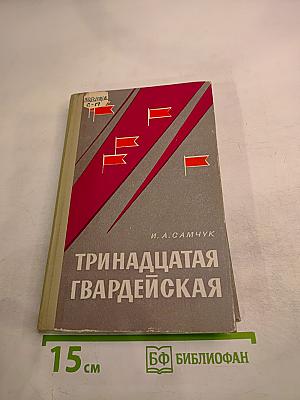 И. А. САМЧУК
ТРИНАДЦАТАЯ
ГВАРДЕЙСКАЯ
15 см
БФ БИБЛИОФАН